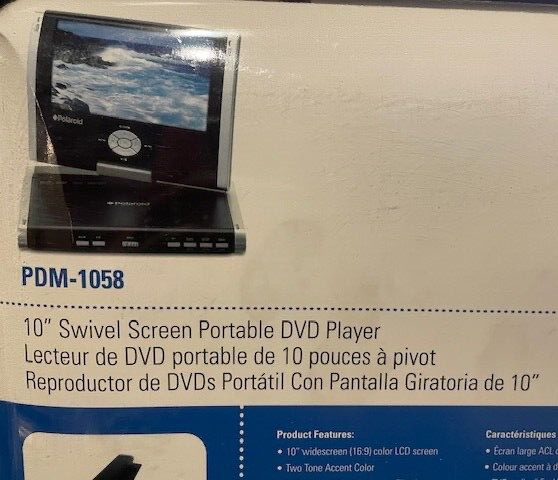 Polaroid
Polaroid
PDM-1058
10" Swivel Screen Portable DVD Player
Lecteur de DVD portable de 10 pouces à pivot
Reproductor de DVDs Portátil Con Pantalla Giratoria de 10"
Product Features:
• 10" widescreen (16:9) color LCD screen
• Two Tone Accent Color
Caractéristiques
• Écran large ACL
• Colour accent à